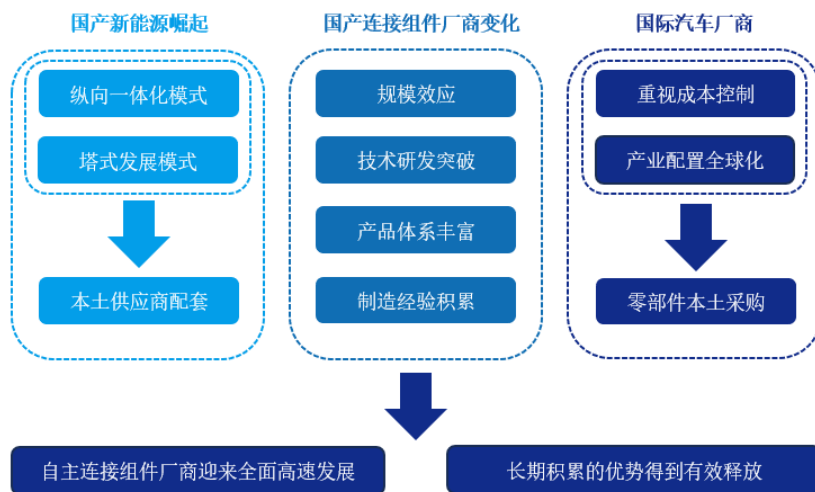 国产新能源崛起
纵向一体化模式
塔式发展模式
本土供应商配套
国产连接组件厂商变化
规模效应
技术研发突破
产品体系丰富
制造经验积累
国际汽车厂商
重视成本控制
产业配置全球化
零部件本土采购
自主连接组件厂商迎来全面高速发展
长期积累的优势得到有效释放